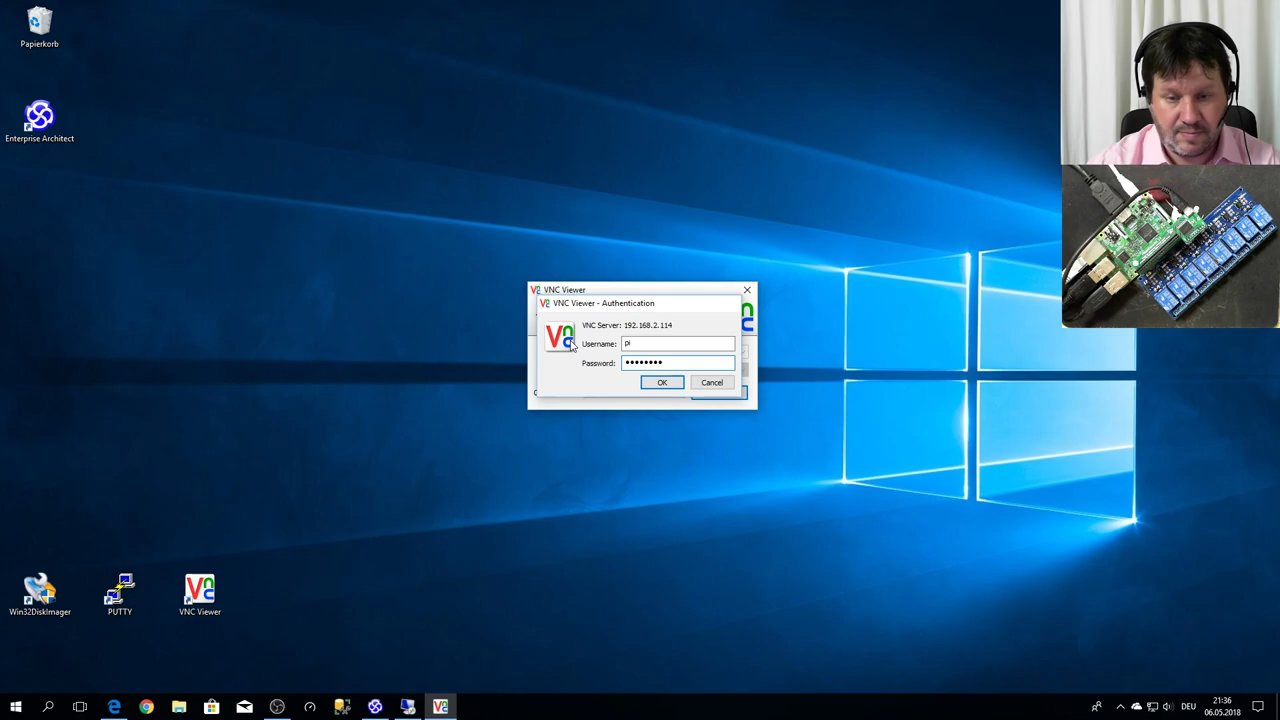 Papierkorb
Enterprise Architect
VNC Viewer
VNC Viewer - Authentication
VNC Server: 192.168.2.114
Username: pi
Password: ••••••••
OK
Cancel
Win32DiskImager
PUTTY
VNC Viewer
DEU
21:36
06.05.2018